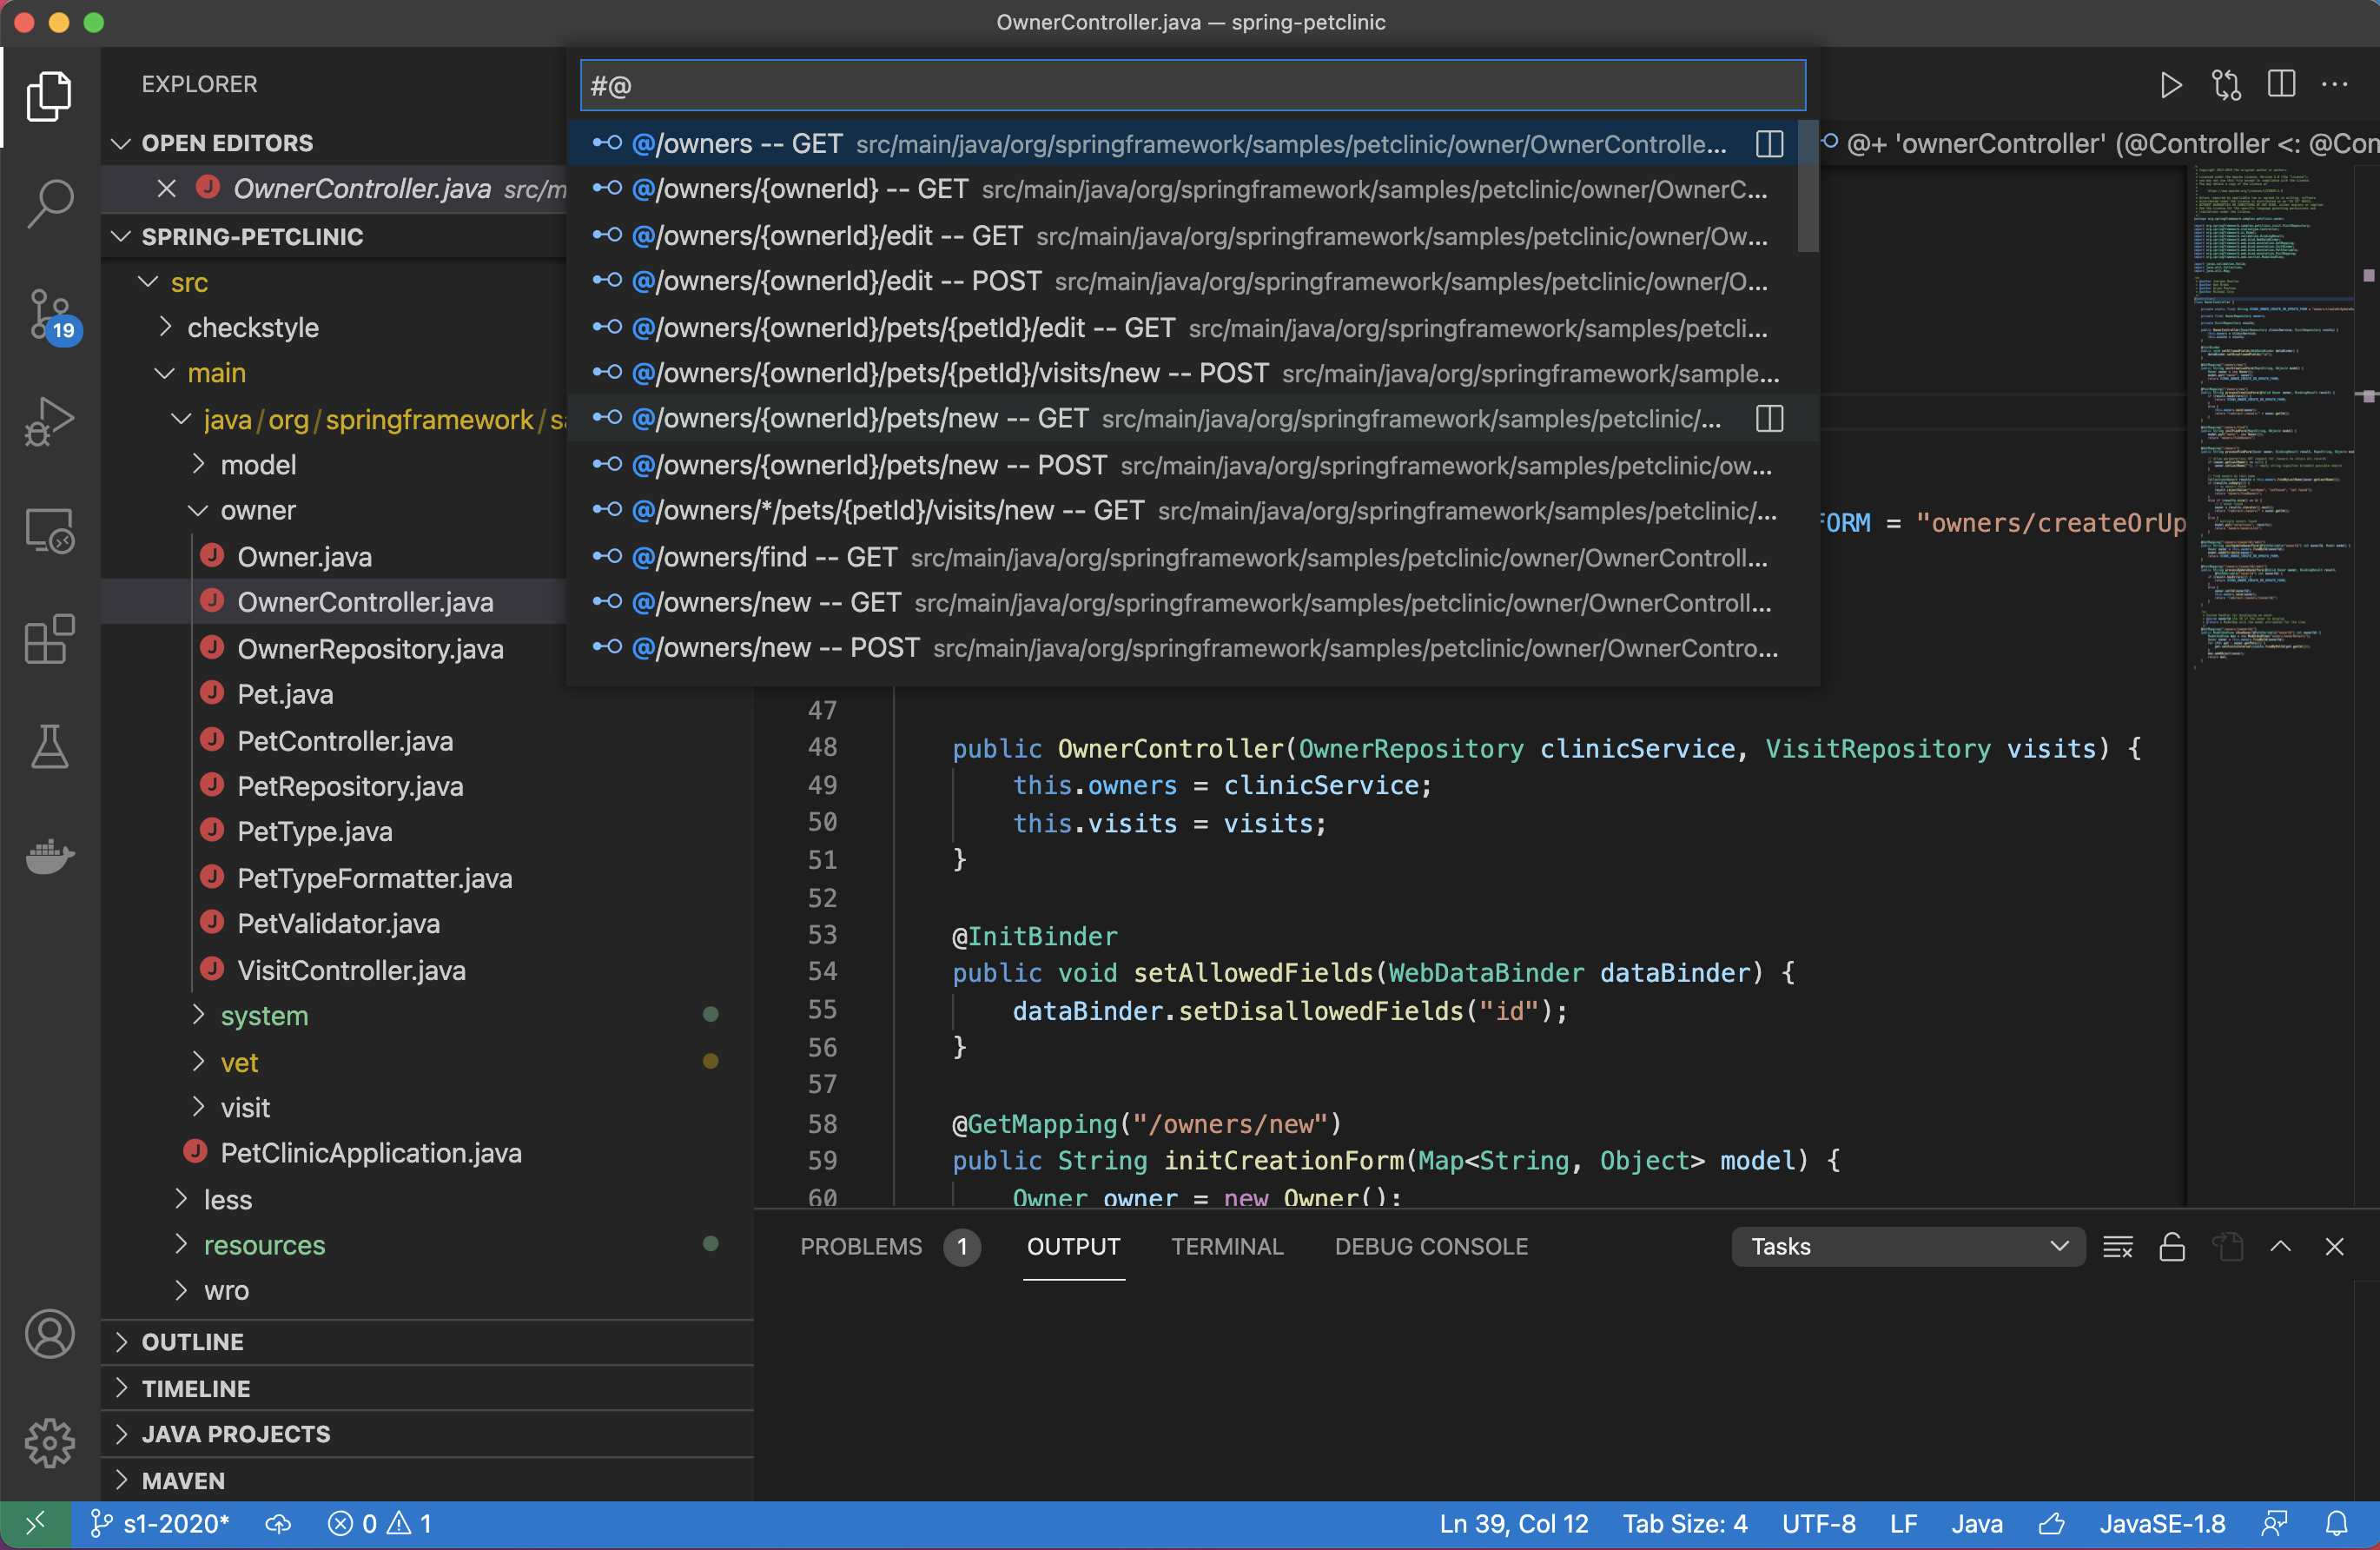 OwnerController.java — spring-petclinic
EXPLORER
OPEN EDITORS
OwnerController.java src/m
SPRING-PETCLINIC
src
checkstyle
main
java/org/springframework/sa
model
owner
Owner.java
OwnerController.java
OwnerRepository.java
Pet.java
PetController.java
PetRepository.java
PetType.java
PetTypeFormatter.java
PetValidator.java
VisitController.java
system
vet
visit
PetClinicApplication.java
less
resources
wro
OUTLINE
TIMELINE
JAVA PROJECTS
MAVEN
19
#@
@/owners -- GET src/main/java/org/springframework/samples/petclinic/owner/OwnerControlle...
@/owners/{ownerId} -- GET src/main/java/org/springframework/samples/petclinic/owner/OwnerC...
@/owners/{ownerId}/edit -- GET src/main/java/org/springframework/samples/petclinic/owner/Ow...
@/owners/{ownerId}/edit -- POST src/main/java/org/springframework/samples/petclinic/owner/O...
@/owners/{ownerId}/pets/{petId}/edit -- GET src/main/java/org/springframework/samples/petcli...
@/owners/{ownerId}/pets/{petId}/visits/new -- POST src/main/java/org/springframework/sample...
@/owners/{ownerId}/pets/new -- GET src/main/java/org/springframework/samples/petclinic/...
@/owners/{ownerId}/pets/new -- POST src/main/java/org/springframework/samples/petclinic/ow...
@/owners/*/pets/{petId}/visits/new -- GET src/main/java/org/springframework/samples/petclinic/...
@/owners/find -- GET src/main/java/org/springframework/samples/petclinic/owner/OwnerControll...
@/owners/new -- GET src/main/java/org/springframework/samples/petclinic/owner/OwnerControll...
@/owners/new -- POST src/main/java/org/springframework/samples/petclinic/owner/OwnerContro...
@+ 'ownerController' (@Controller <: @Con
FORM = "owners/createOrUp
47
48 public OwnerController(OwnerRepository clinicService, VisitRepository visits) {
49 this.owners = clinicService;
50 this.visits = visits;
51 }
52
53 @InitBinder
54 public void setAllowedFields(WebDataBinder dataBinder) {
55 dataBinder.setDisallowedFields("id");
56 }
57
58 @GetMapping("/owners/new")
59 public String initCreationForm(Map<String, Object> model) {
60 Owner owner = new Owner();
PROBLEMS 1 OUTPUT TERMINAL DEBUG CONSOLE Tasks
s1-2020* 0 1 Ln 39, Col 12 Tab Size: 4 UTF-8 LF Java JavaSE-1.8